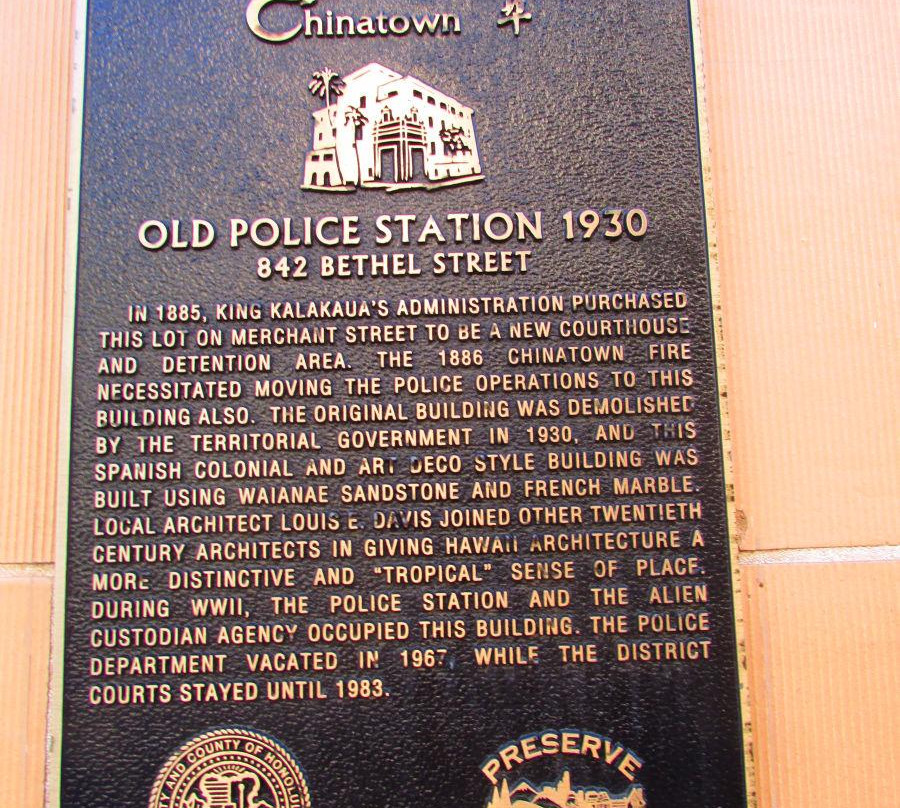 Chinatown 华
OLD POLICE STATION 1930
842 BETHEL STREET
IN 1885, KING KALAKAUA'S ADMINISTRATION PURCHASED
THIS LOT ON MERCHANT STREET TO BE A NEW COURTHOUSE
AND DETENTION AREA. THE 1886 CHINATOWN FIRE
NECESSITATED MOVING THE POLICE OPERATIONS TO THIS
BUILDING ALSO. THE ORIGINAL BUILDING WAS DEMOLISHED
BY THE TERRITORIAL GOVERNMENT IN 1930, AND THIS
SPANISH COLONIAL AND ART DECO STYLE BUILDING WAS
BUILT USING WAIANAE SANDSTONE AND FRENCH MARBLE.
LOCAL ARCHITECT LOUIS E. DAVIS JOINED OTHER TWENTIETH
CENTURY ARCHITECTS IN GIVING HAWAII ARCHITECTURE A
MORE DISTINCTIVE AND "TROPICAL" SENSE OF PLACE.
DURING WWII, THE POLICE STATION AND THE ALIEN
CUSTODIAN AGENCY OCCUPIED THIS BUILDING. THE POLICE
DEPARTMENT VACATED IN 1967, WHILE THE DISTRICT
COURTS STAYED UNTIL 1983.
AND COUNTY OF HONOLULU
PRESERVE